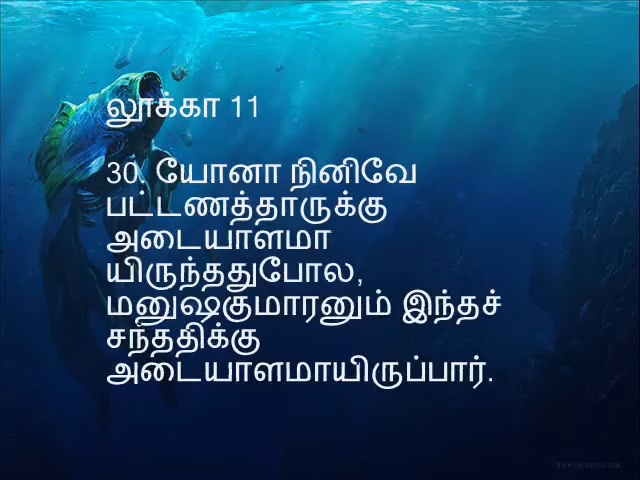 லூக்கா 11
30. யோனா நினிவே
பட்டணத்தாருக்கு
அடையாளமா
யிருந்ததுபோல,
மனுஷகுமாரனும் இந்தச்
சந்ததிக்கு
அடையாளமாயிருப்பார்.